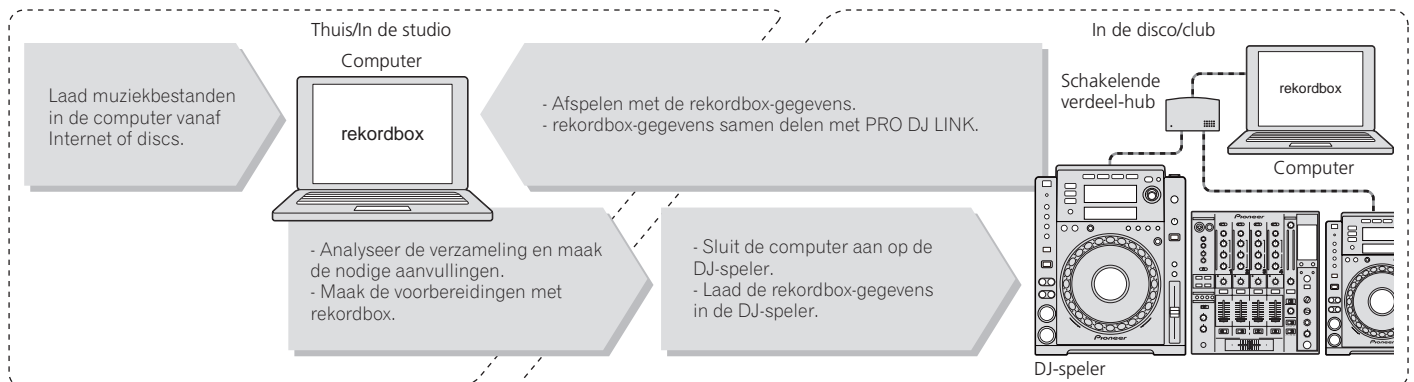 Thuis/In de studio
Computer
Laad muziekbestanden
in de computer vanaf
Internet of discs.
rekordbox
- Analyseer de verzameling en maak
de nodige aanvullingen.
- Maak de voorbereidingen met
rekordbox.
- Afspelen met de rekordbox-gegevens.
- rekordbox-gegevens samen delen met PRO DJ LINK.
- Sluit de computer aan op de
DJ-speler.
- Laad de rekordbox-gegevens
in de DJ-speler.
In de disco/club
Schakelende
verdeel-hub
rekordbox
Computer
Pioneer
Pioneer
Pioneer
DJ-speler